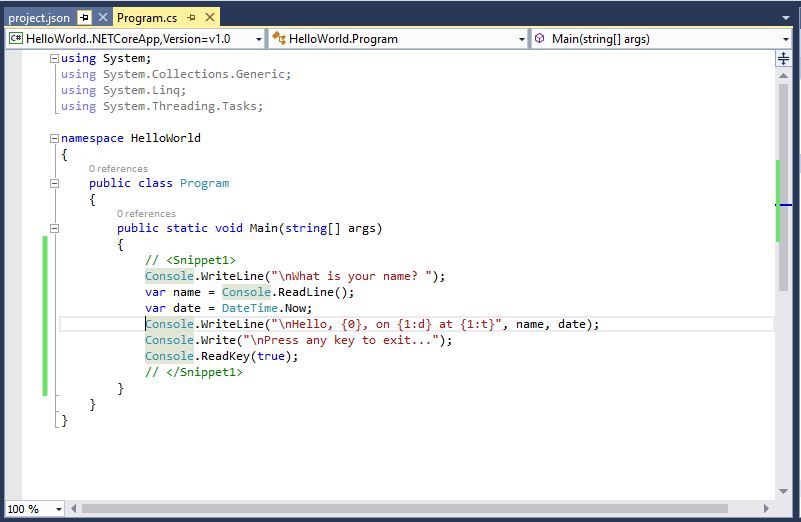 project.json
Program.cs
C# HelloWorld..NETCoreApp,Version=v1.0
HelloWorld.Program
Main(string[] args)
using System;
using System.Collections.Generic;
using System.Linq;
using System.Threading.Tasks;
namespace HelloWorld
{
0 references
public class Program
{
0 references
public static void Main(string[] args)
{
// <Snippet1>
Console.WriteLine("\nWhat is your name? ");
var name = Console.ReadLine();
var date = DateTime.Now;
Console.WriteLine("\nHello, {0}, on {1:d} at {1:t}", name, date);
Console.Write("\nPress any key to exit...");
Console.ReadKey(true);
// </Snippet1>
}
}
}
100 %